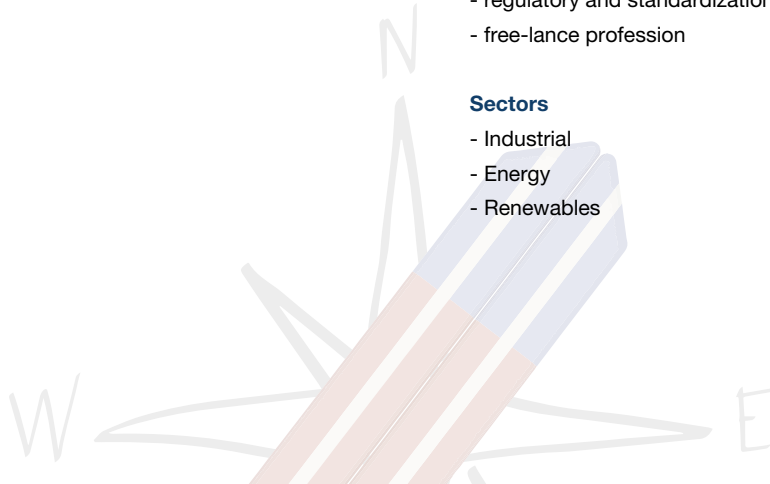 - regulatory and standardization
- free-lance profession
N
Sectors
- Industrial
- Energy
- Renewables
W
E